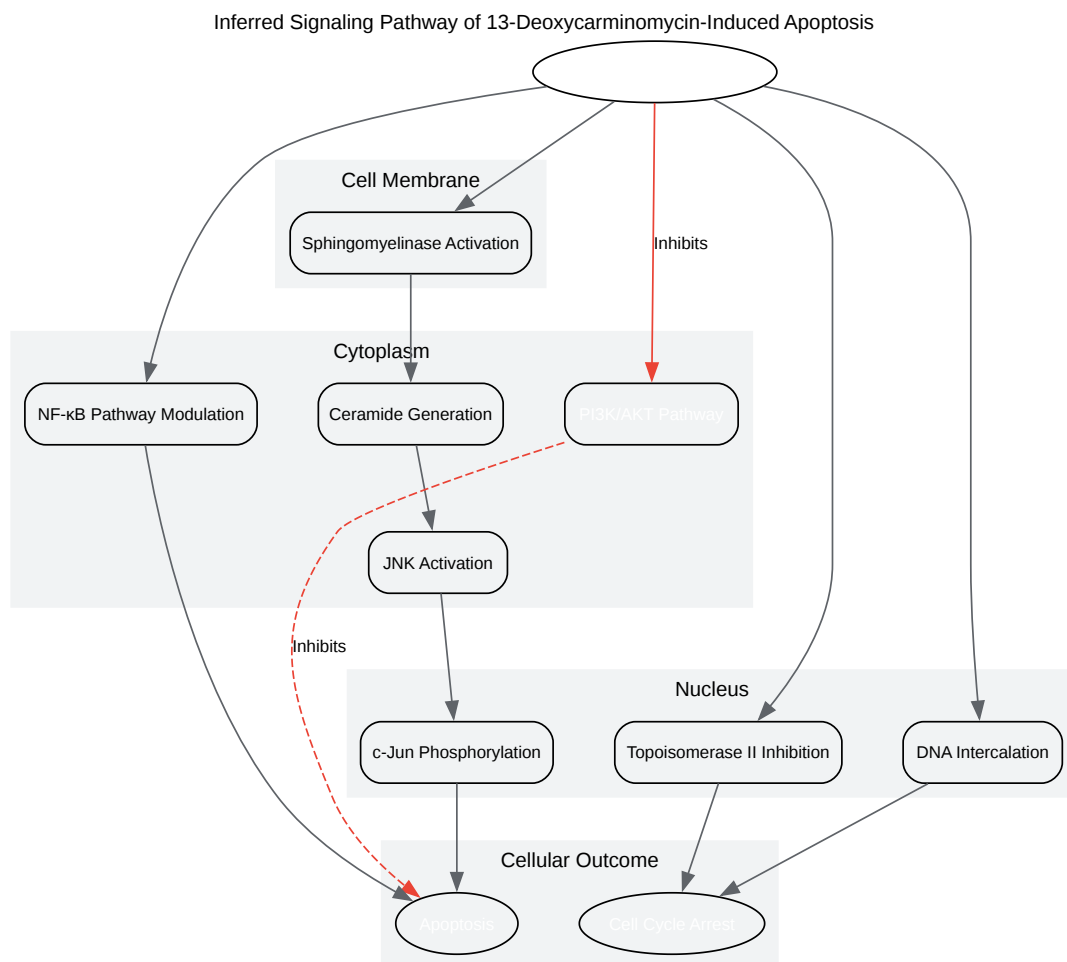 Inferred Signaling Pathway of 13-Deoxycarminomycin-Induced Apoptosis
Cell Membrane
Sphingomyelinase Activation
Inhibits
Cytoplasm
NF-κB Pathway Modulation
Ceramide Generation
PI3K/AKT Pathway
JNK Activation
Inhibits
Nucleus
c-Jun Phosphorylation
Topoisomerase II Inhibition
DNA Intercalation
Cellular Outcome
Apoptosis
Cell Cycle Arrest